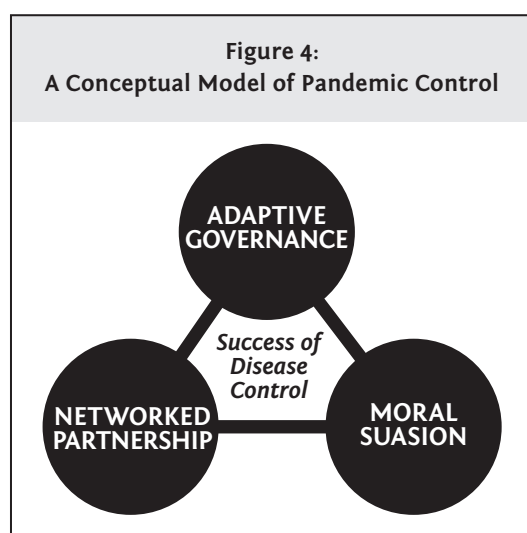 Figure 4:
A Conceptual Model of Pandemic Control
ADAPTIVE
GOVERNANCE
Success of
Disease
Control
NETWORKED
PARTNERSHIP
MORAL
SUASION